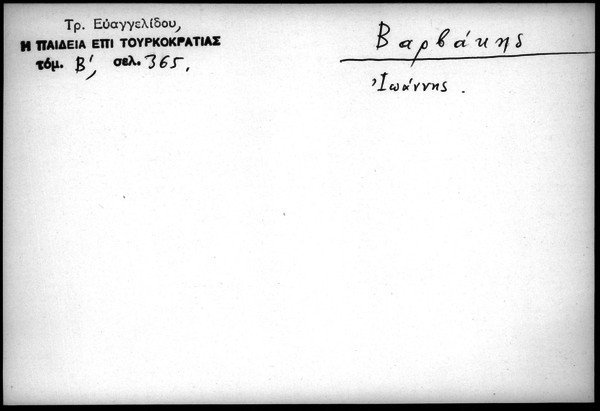 Τρ. Εὐαγγελίδου,
Η ΠΑΙΔΕΙΑ ΕΠΙ ΤΟΥΡΚΟΚΡΑΤΙΑΣ
τόμ. Β΄, σελ. 365.
Βαρβάκης
Ἰωάννης.